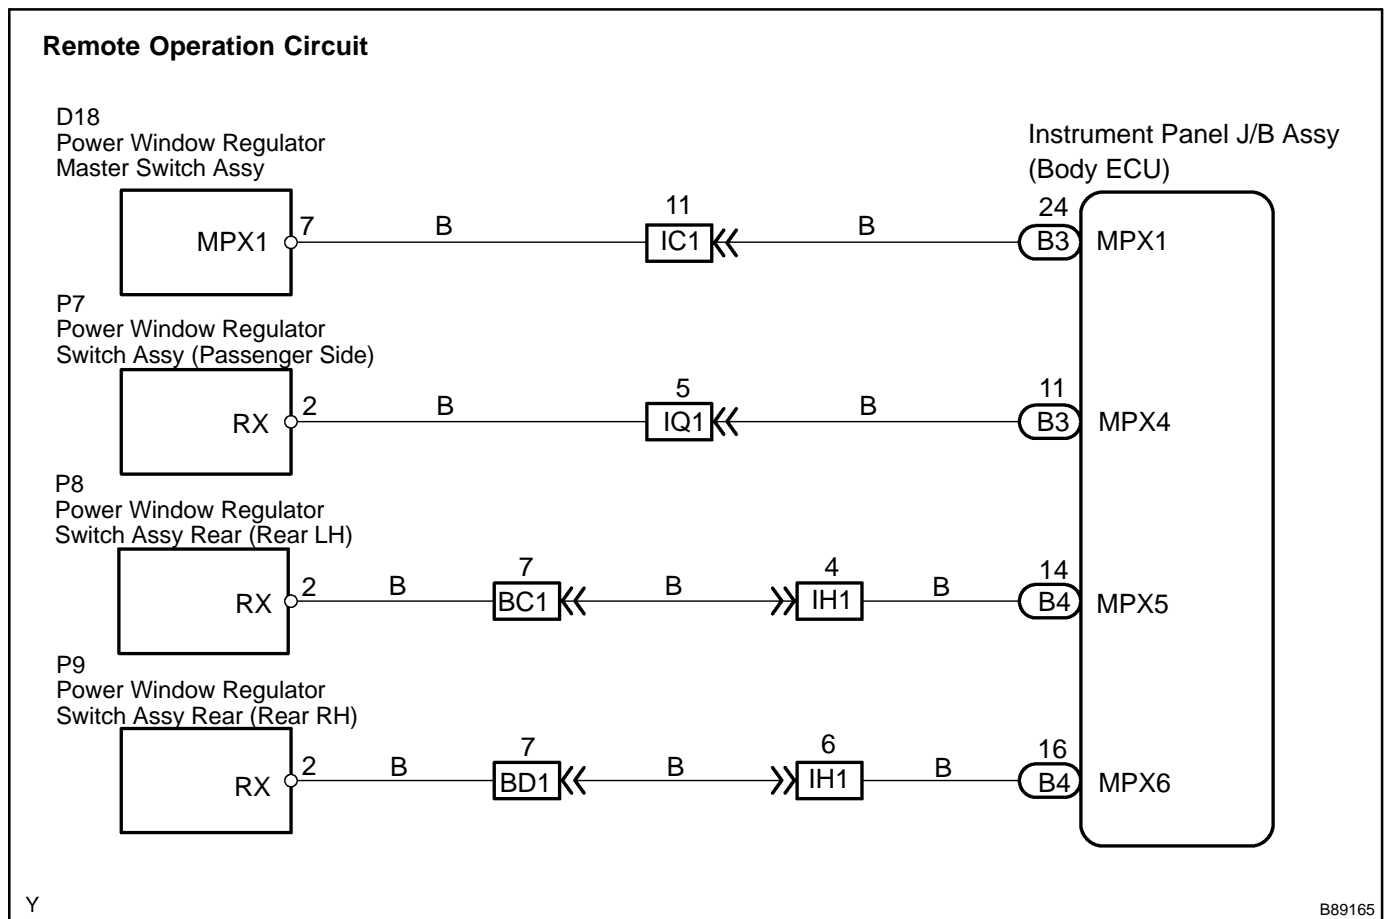 Remote Operation Circuit
D18
Power Window Regulator
Master Switch Assy
Instrument Panel J/B Assy
(Body ECU)
MPX1
7
B
11
IC1
B
24
B3
MPX1
P7
Power Window Regulator
Switch Assy (Passenger Side)
RX
2
B
5
IQ1
B
11
B3
MPX4
P8
Power Window Regulator
Switch Assy Rear (Rear LH)
RX
2
B
7
BC1
B
4
IH1
B
14
B4
MPX5
P9
Power Window Regulator
Switch Assy Rear (Rear RH)
RX
2
B
7
BD1
B
6
IH1
B
16
B4
MPX6
Y
B89165